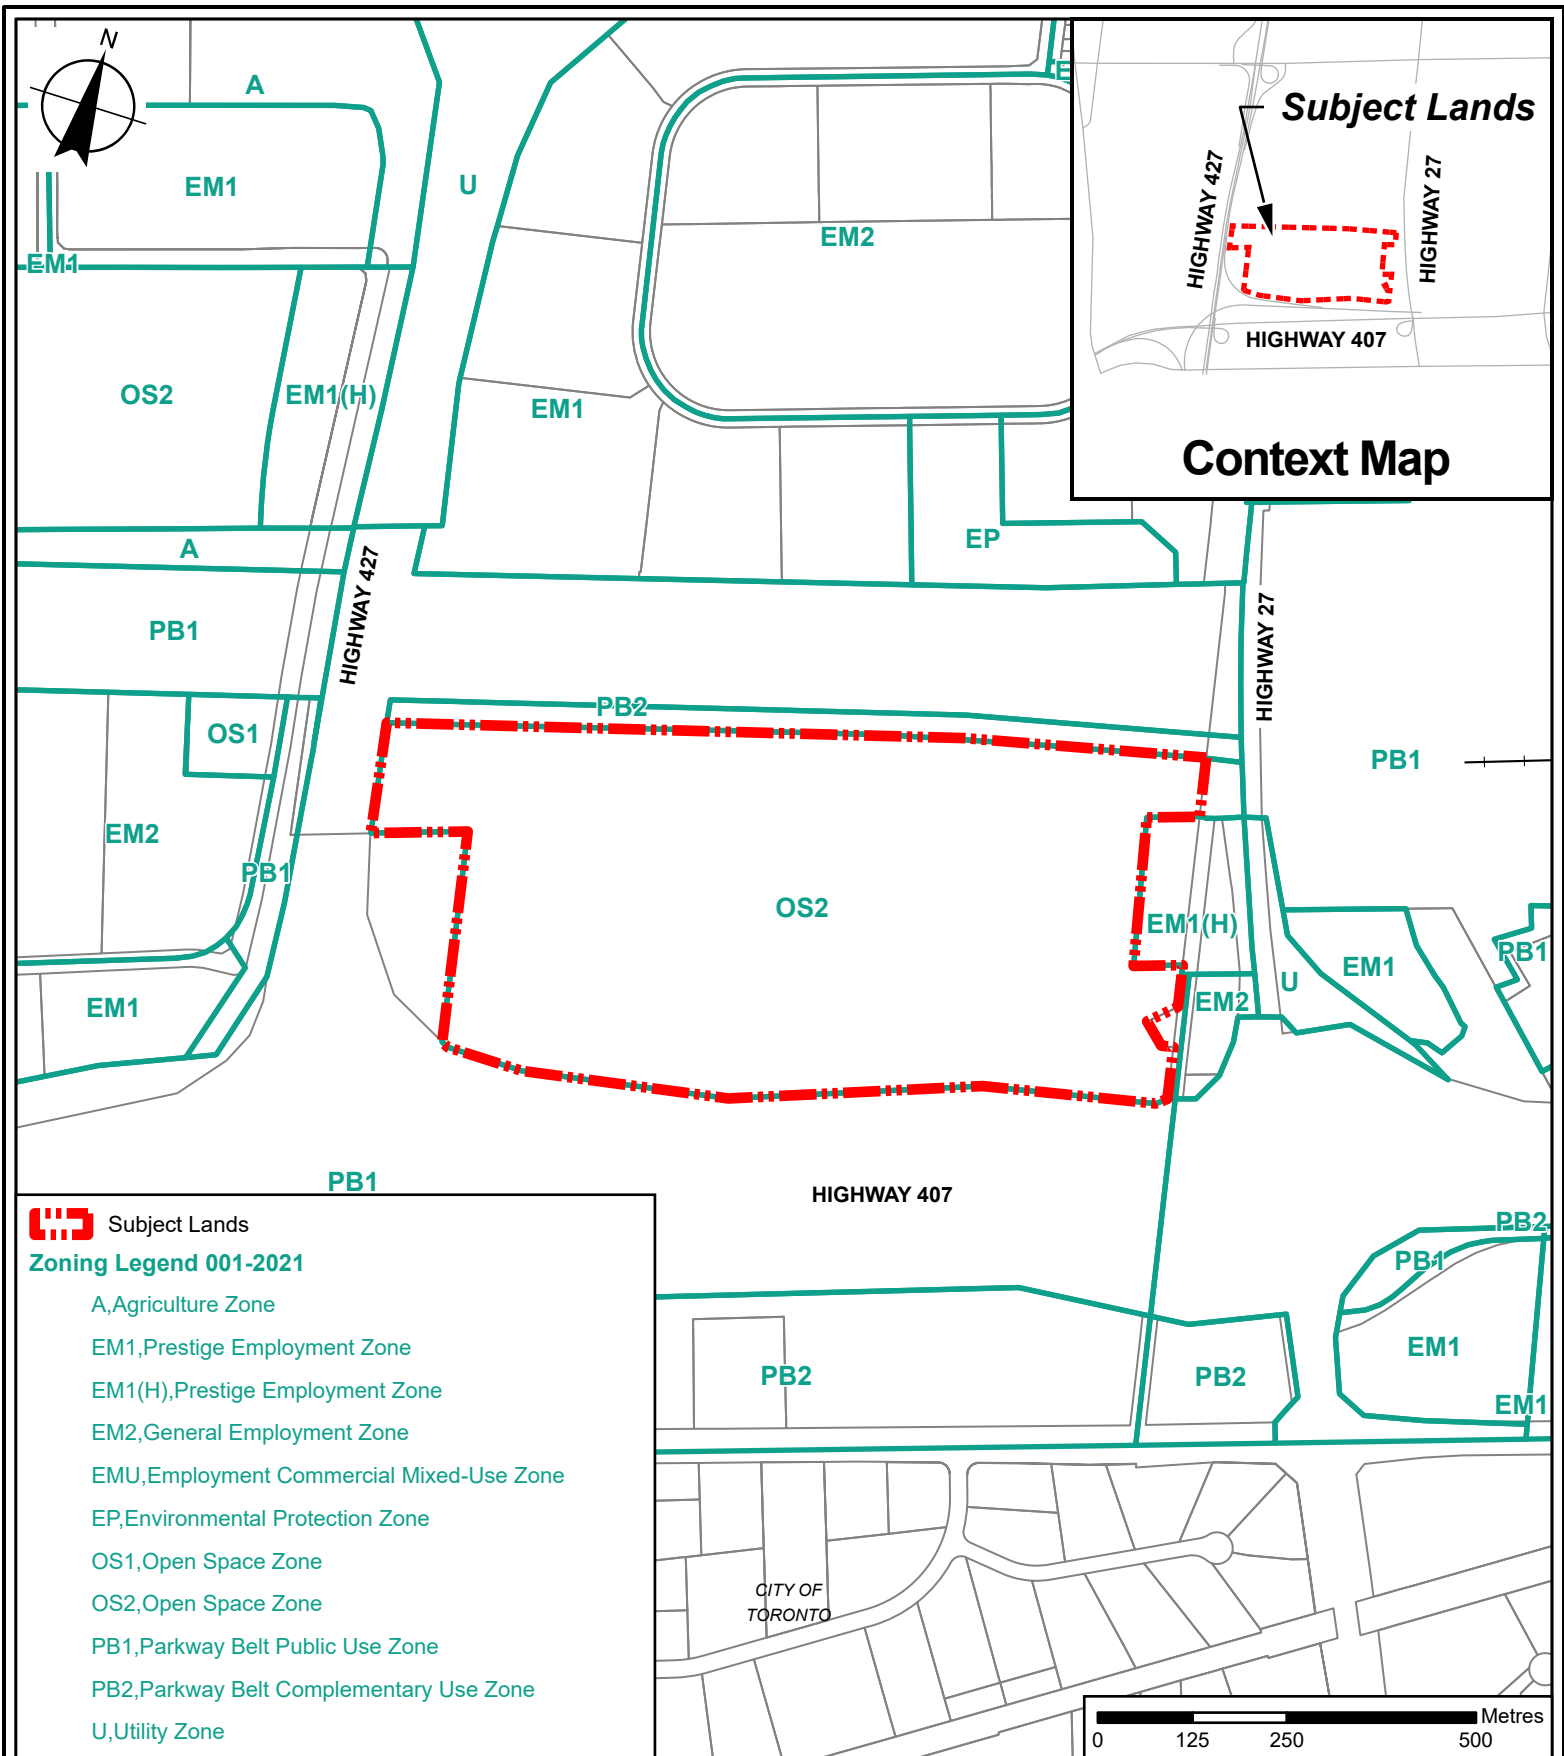 N
A
E
Subject Lands
EM1
U
HIGHWAY 427
HIGHWAY 27
EM2
EM1
HIGHWAY 407
OS2
EM1(H)
EM1
Context Map
A
EP
HIGHWAY 427
HIGHWAY 27
PB1
PB2
OS1
PB1
EM2
PB1
OS2
EM1(H)
PB1
EM1
EM1
U
EM2
PB1
HIGHWAY 407
PB2
PB1
EM1
PB2
PB2
EM1
Subject Lands
Zoning Legend 001-2021
A,Agriculture Zone
EM1,Prestige Employment Zone
EM1(H),Prestige Employment Zone
EM2,General Employment Zone
EMU,Employment Commercial Mixed-Use Zone
EP,Environmental Protection Zone
OS1,Open Space Zone
OS2,Open Space Zone
PB1,Parkway Belt Public Use Zone
PB2,Parkway Belt Complementary Use Zone
U,Utility Zone
CITY OF
TORONTO
Metres
0 125 250 500